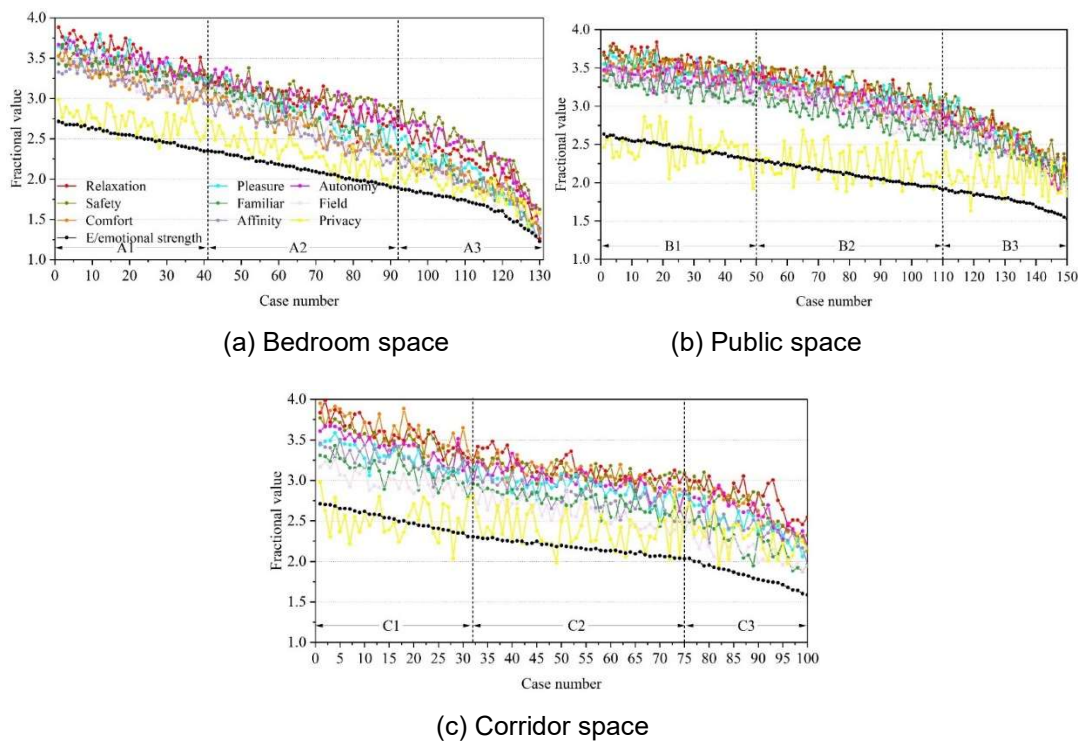 4.0
3.5
3.0
2.5
2.0
1.5
1.0
Fractional value
Relaxation Pleasure Autonomy
Safety Familiar Field
Comfort Affinity Privacy
E/emotional strength
A1 A2 A3
0 10 20 30 40 50 60 70 80 90 100 110 120 130
Case number
(a) Bedroom space
4.0
3.5
3.0
2.5
2.0
1.5
1.0
Fractional value
B1 B2 B3
0 10 20 30 40 50 60 70 80 90 100 110 120 130 140 150
Case number
(b) Public space
4.0
3.5
3.0
2.5
2.0
1.5
1.0
Fractional value
C1 C2 C3
0 5 10 15 20 25 30 35 40 45 50 55 60 65 70 75 80 85 90 95 100
Case number
(c) Corridor space